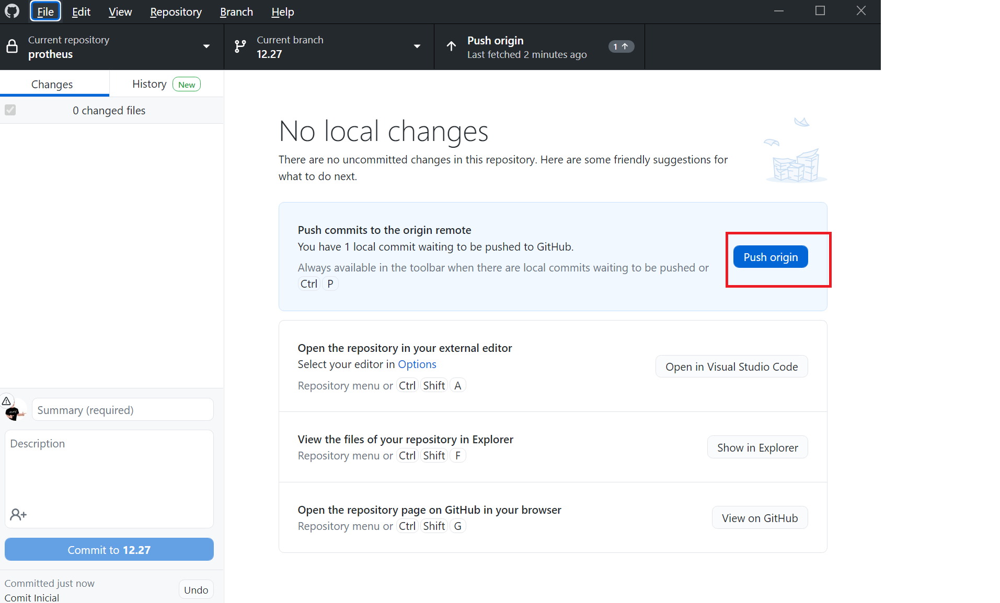 File Edit View Repository Branch Help
Current repository
protheus
Current branch
12.27
Push origin
Last fetched 2 minutes ago
1
Changes
History New
0 changed files
No local changes
There are no uncommitted changes in this repository. Here are some friendly suggestions for
what to do next.
Push commits to the origin remote
You have 1 local commit waiting to be pushed to GitHub.
Always available in the toolbar when there are local commits waiting to be pushed or
Ctrl P
Push origin
Open the repository in your external editor
Select your editor in Options
Repository menu or Ctrl Shift A
Open in Visual Studio Code
View the files of your repository in Explorer
Repository menu or Ctrl Shift F
Show in Explorer
Open the repository page on GitHub in your browser
Repository menu or Ctrl Shift G
View on GitHub
Summary (required)
Description
Commit to 12.27
Committed just now
Comit Inicial
Undo